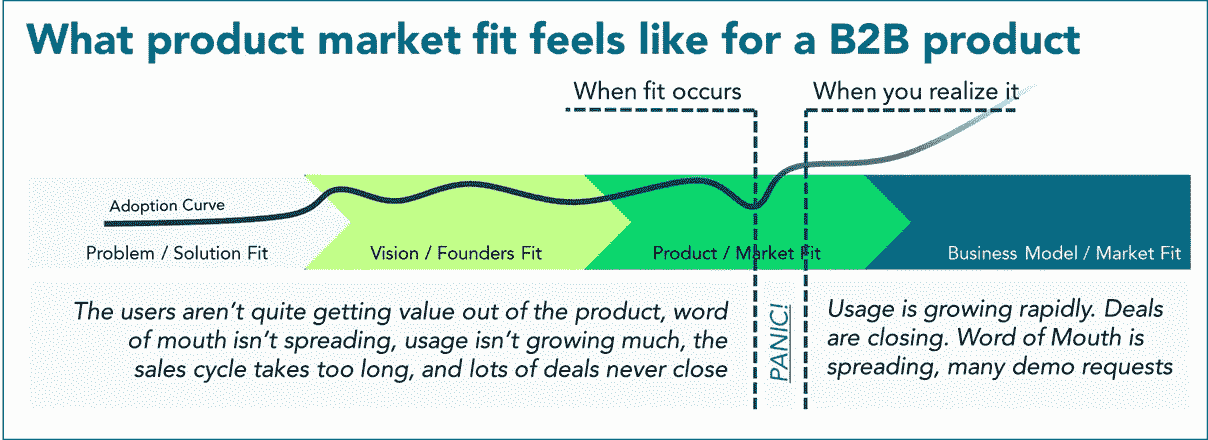 What product market fit feels like for a B2B product
When fit occurs
When you realize it
Adoption Curve
Problem / Solution Fit
Vision / Founders Fit
Product / Market Fit
Business Model / Market Fit
The users aren't quite getting value out of the product, word
of mouth isn't spreading, usage isn't growing much, the
sales cycle takes too long, and lots of deals never close
PANIC!
Usage is growing rapidly. Deals
are closing. Word of Mouth is
spreading, many demo requests